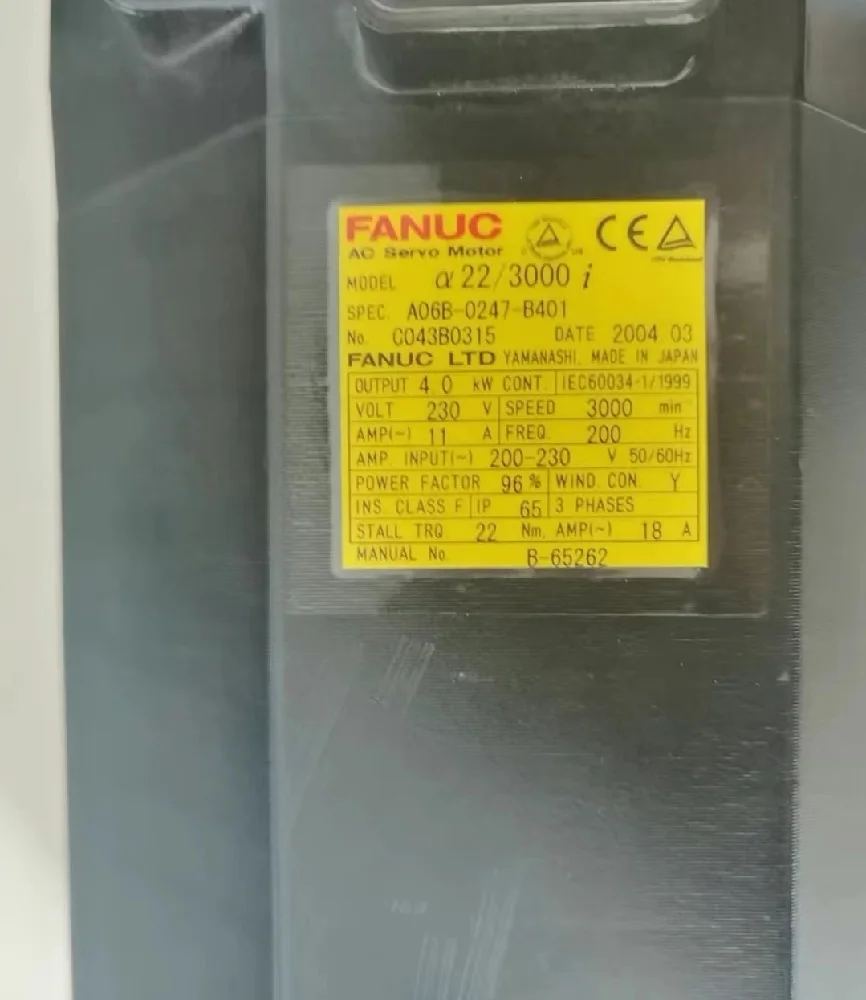 FANUC
AC Servo Motor
CE
MODEL α22/3000 i
SPEC. A06B-0247-B401
No. C043B0315 DATE 2004.03
FANUC LTD YAMANASHI, MADE IN JAPAN
OUTPUT 4.0 kW CONT. IEC60034-1/1999
VOLT 230 V SPEED 3000 min
AMP(~) 11 A FREQ. 200 Hz
AMP. INPUT(~) 200-230 V 50/60Hz
POWER FACTOR 96 % WIND. CON. Y
INS. CLASS F IP 65 3 PHASES
STALL TRQ. 22 Nm, AMP(~) 18 A
MANUAL No. B-65262